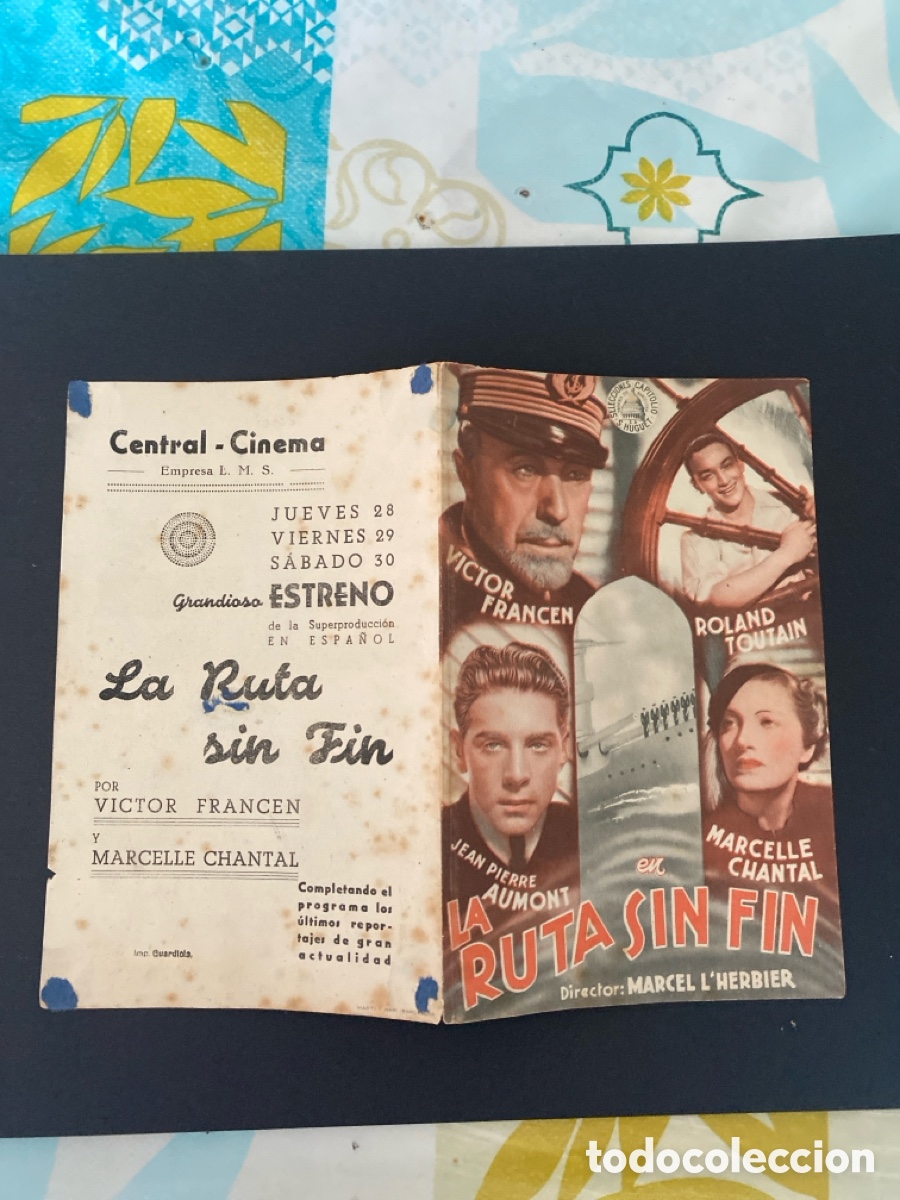 Central - Cinema
Empresa L. M. S.
JUEVES 28
VIERNES 29
SÁBADO 30
Grandioso ESTRENO
de la Superproducción
EN ESPAÑOL
La Ruta
sin Fin
POR
VICTOR FRANCEN
Y
MARCELLE CHANTAL
Completando el
programa los
últimos repor-
tajes de gran
actualidad
Imp. Guardiola.
SELECCIONES CAPITOLIO
S. HUGUET
VICTOR
FRANCEN
ROLAND
TOUTAIN
JEAN PIERRE
AUMONT
MARCELLE
CHANTAL
en
LA
RUTA SIN FIN
Director: MARCEL L'HERBIER
todocoleccion